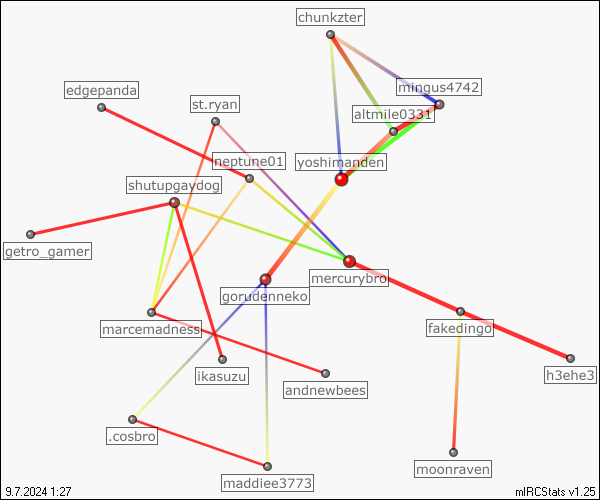 chunkzter
mingus4742
edgepanda
st.ryan
altmile0331
neptune01
yoshimanden
shutupgaydog
getro_gamer
mercurybro
gorudenneko
marcemadness
fakedingo
ikasuzu
h3ehe3
andnewbees
.cosbro
moonraven
maddiee3773
9.7.2024 1:27
mIRCStats v1.25